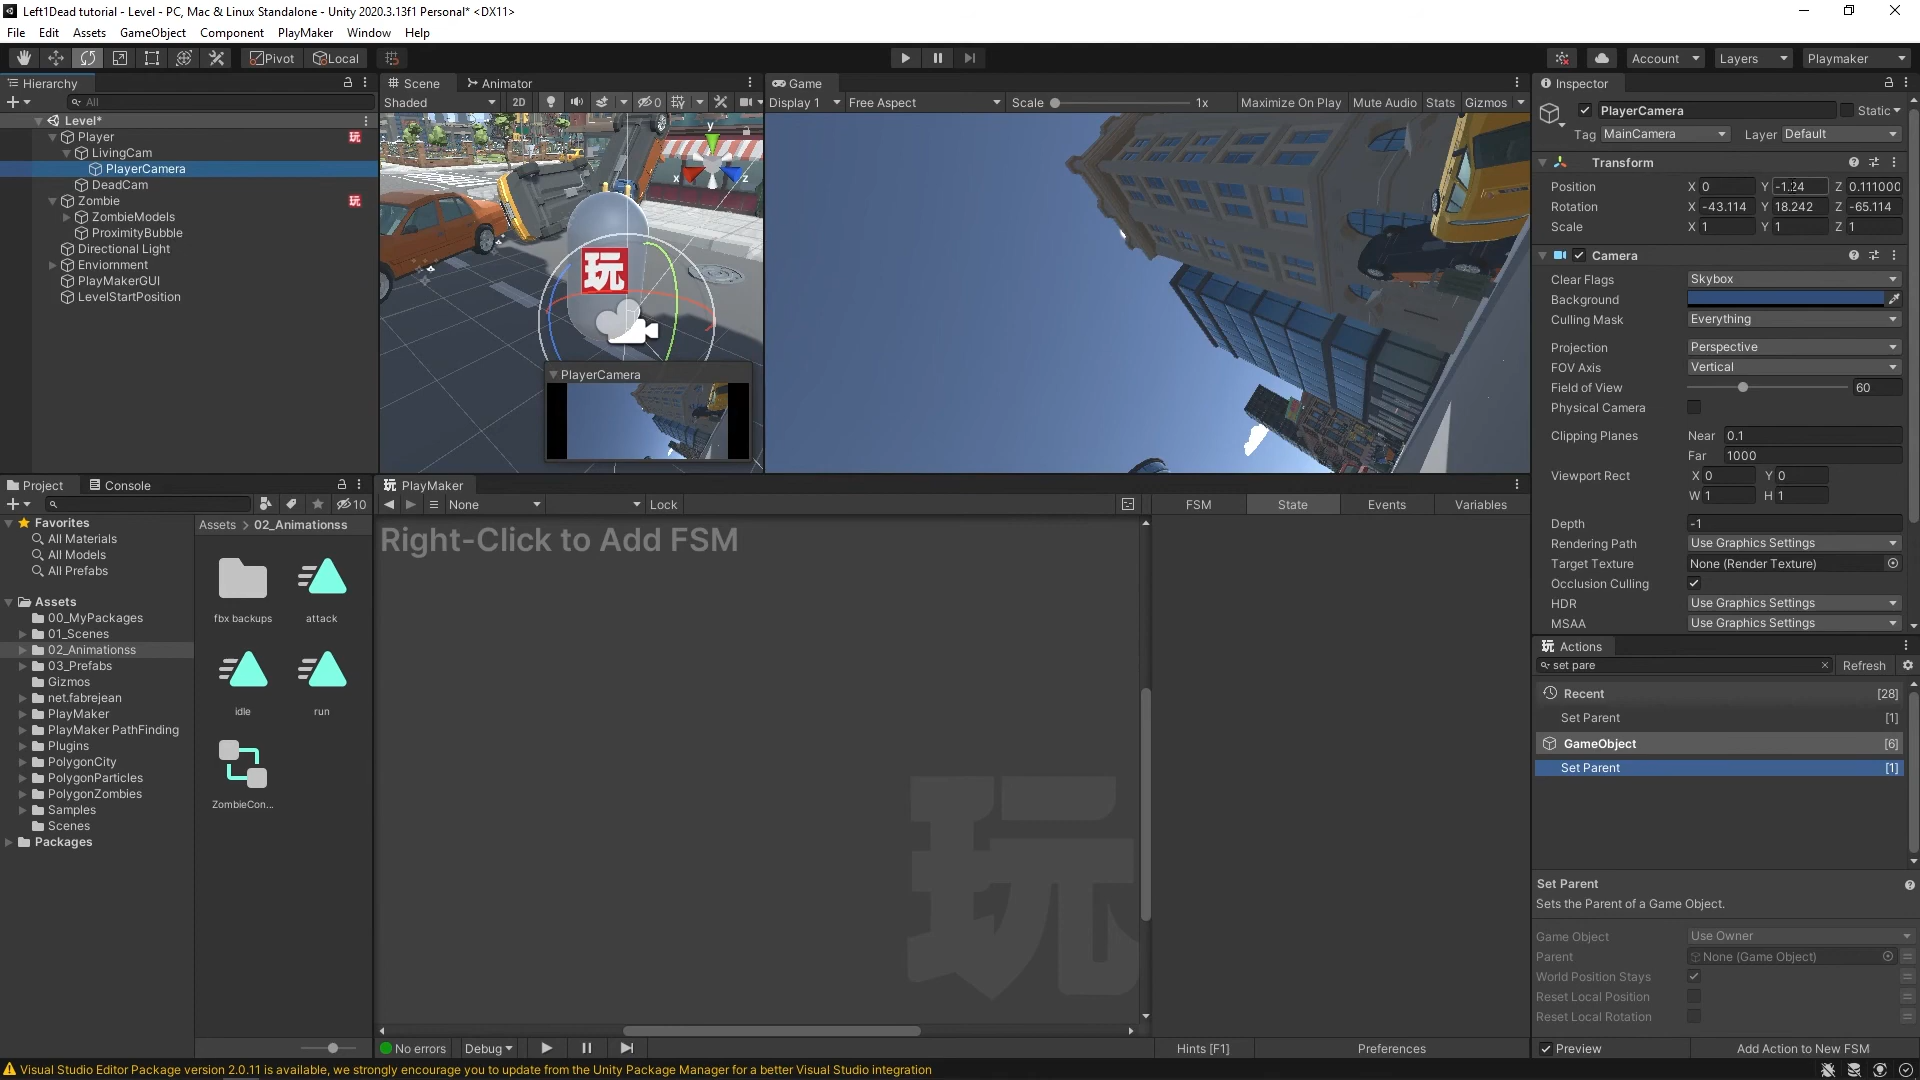 Left1Dead tutorial - Level - PC, Mac & Linux Standalone - Unity 2020.3.13f1 Personal* <DX11>
File Edit Assets GameObject Component PlayMaker Window Help
Pivot Local Account Layers Playmaker
Hierarchy
All
Level*
Player 玩
LivingCam
PlayerCamera
DeadCam
Zombie 玩
ZombieModels
ProximityBubble
Directional Light
Enviornment
PlayMakerGUI
LevelStartPosition
Scene Animator
Shaded 2D 0
y
x
z
玩
PlayerCamera
Game
Display 1 Free Aspect Scale 1x Maximize On Play Mute Audio Stats Gizmos
Inspector
PlayerCamera Static
Tag MainCamera Layer Default
Transform
Position X 0 Y -1.24 Z 0.111000
Rotation X -43.114 Y 18.242 Z -65.114
Scale X 1 Y 1 Z 1
Camera
Clear Flags Skybox
Background
Culling Mask Everything
Projection Perspective
FOV Axis Vertical
Field of View 60
Physical Camera
Clipping Planes Near 0.1
Far 1000
Viewport Rect X 0 Y 0
W 1 H 1
Depth -1
Rendering Path Use Graphics Settings
Target Texture None (Render Texture)
Occlusion Culling
HDR Use Graphics Settings
MSAA Use Graphics Settings
Project Console
10
Favorites
All Materials
All Models
All Prefabs
Assets
00_MyPackages
01_Scenes
02_Animationss
03_Prefabs
Gizmos
net.fabrejean
PlayMaker
PlayMaker PathFinding
Plugins
PolygonCity
PolygonParticles
PolygonZombies
Samples
Scenes
Packages
Assets > 02_Animationss
fbx backups attack
idle run
ZombieCon...
玩 PlayMaker
None Lock FSM State Events Variables
Right-Click to Add FSM
玩
No errors Debug Hints [F1] Preferences
玩 Actions
set pare Refresh
Recent [28]
Set Parent [1]
GameObject [6]
Set Parent [1]
Set Parent
Sets the Parent of a Game Object.
Game Object Use Owner
Parent None (Game Object)
World Position Stays
Reset Local Position
Reset Local Rotation
Preview Add Action to New FSM
Visual Studio Editor Package version 2.0.11 is available, we strongly encourage you to update from the Unity Package Manager for a better Visual Studio integration